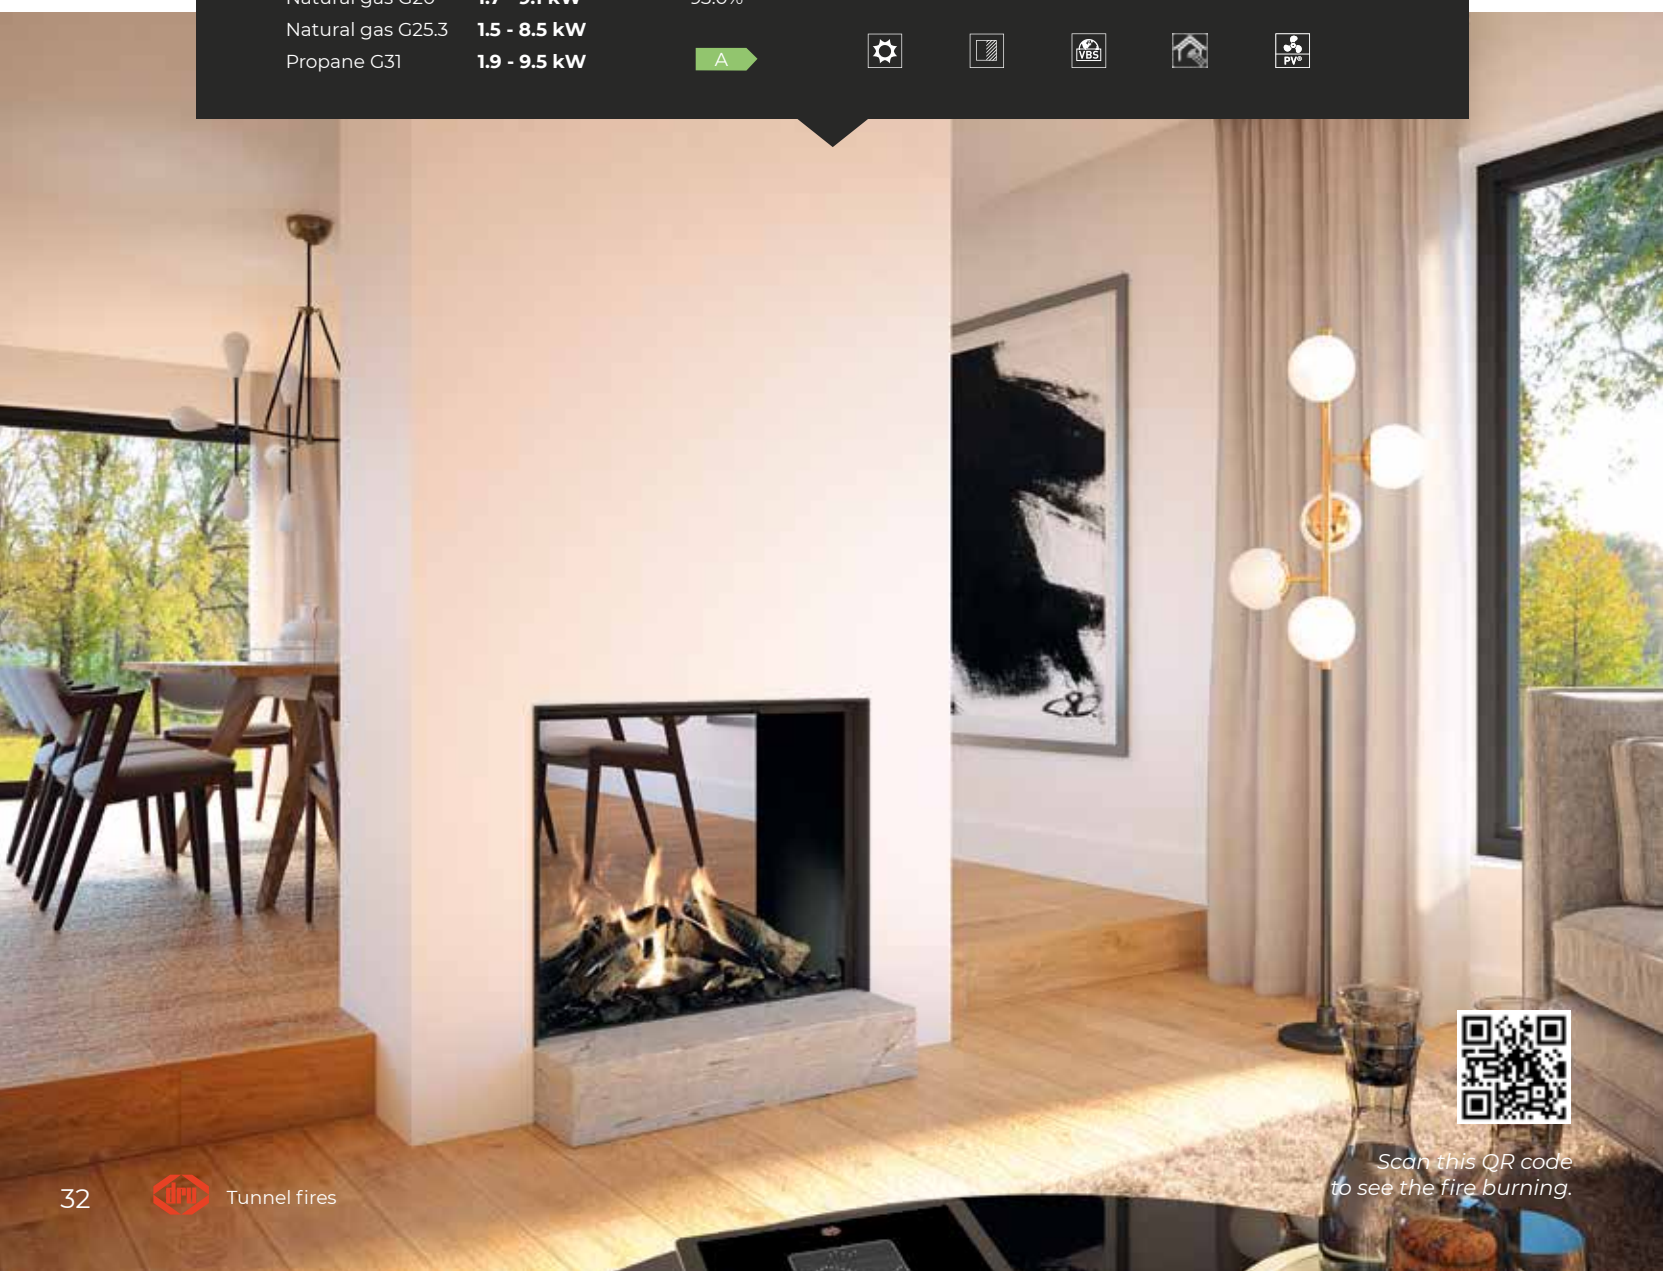 Natural gas G25.3 1.5 - 8.5 kW
Propane G31 1.9 - 9.5 kW
A
VBS
PV®
Scan this QR code
to see the fire burning.
32 dru Tunnel fires